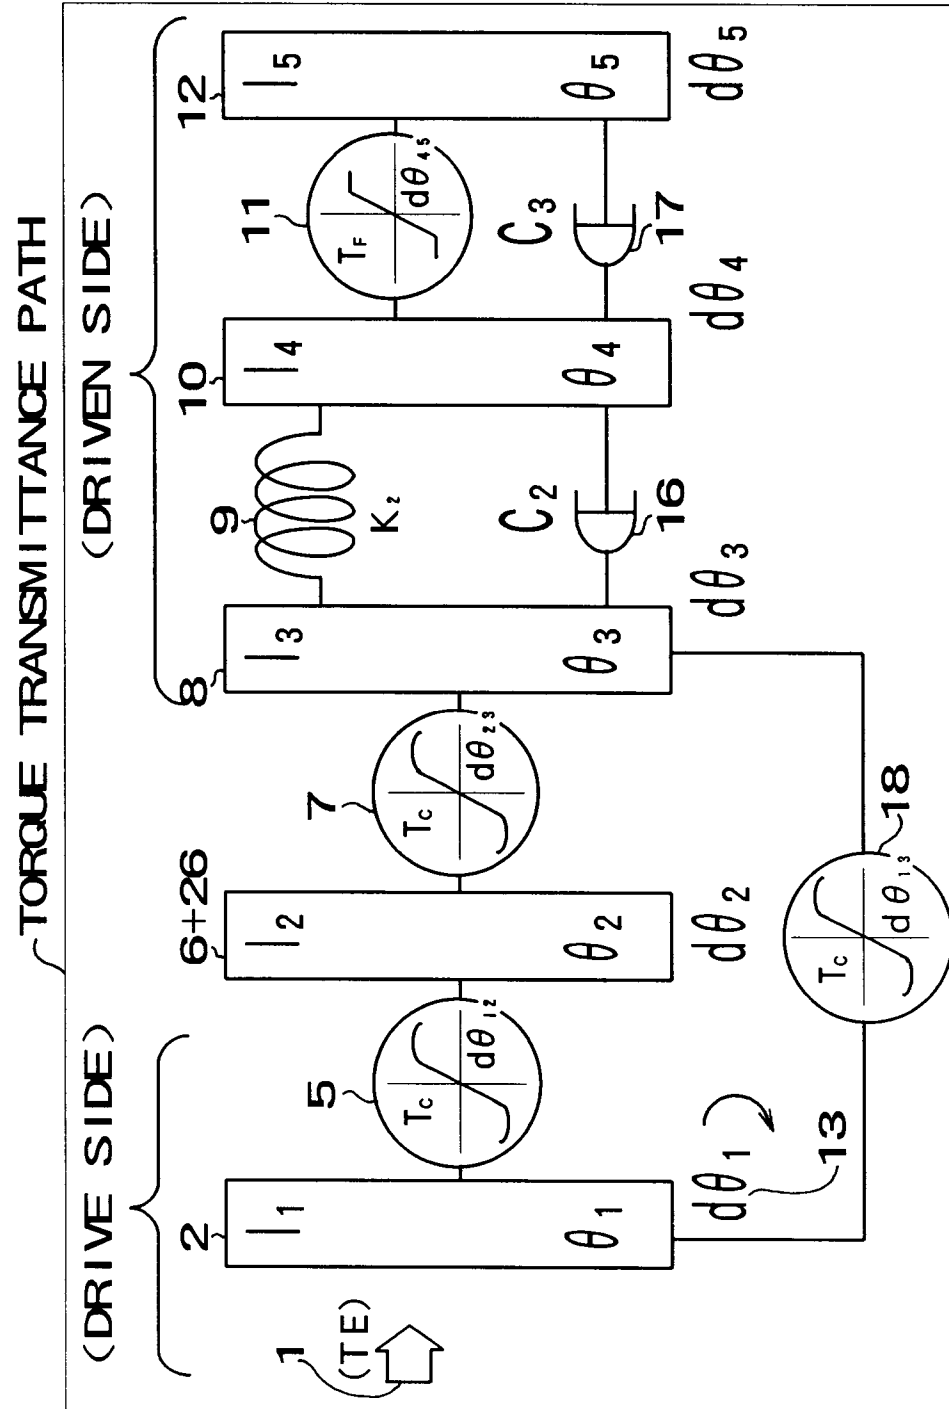 TORQUE TRANSMITTANCE PATH
(DRIVE SIDE)
(DRIVEN SIDE)
1
(TE)
2
I1
θ1
dθ1
13
5
Tc
dθ12
6+26
I2
θ2
dθ2
7
Tc
dθ23
8
I3
θ3
dθ3
18
Tc
dθ13
9
K2
C2
16
10
I4
θ4
dθ4
11
TF
dθ45
C3
17
12
I5
θ5
dθ5